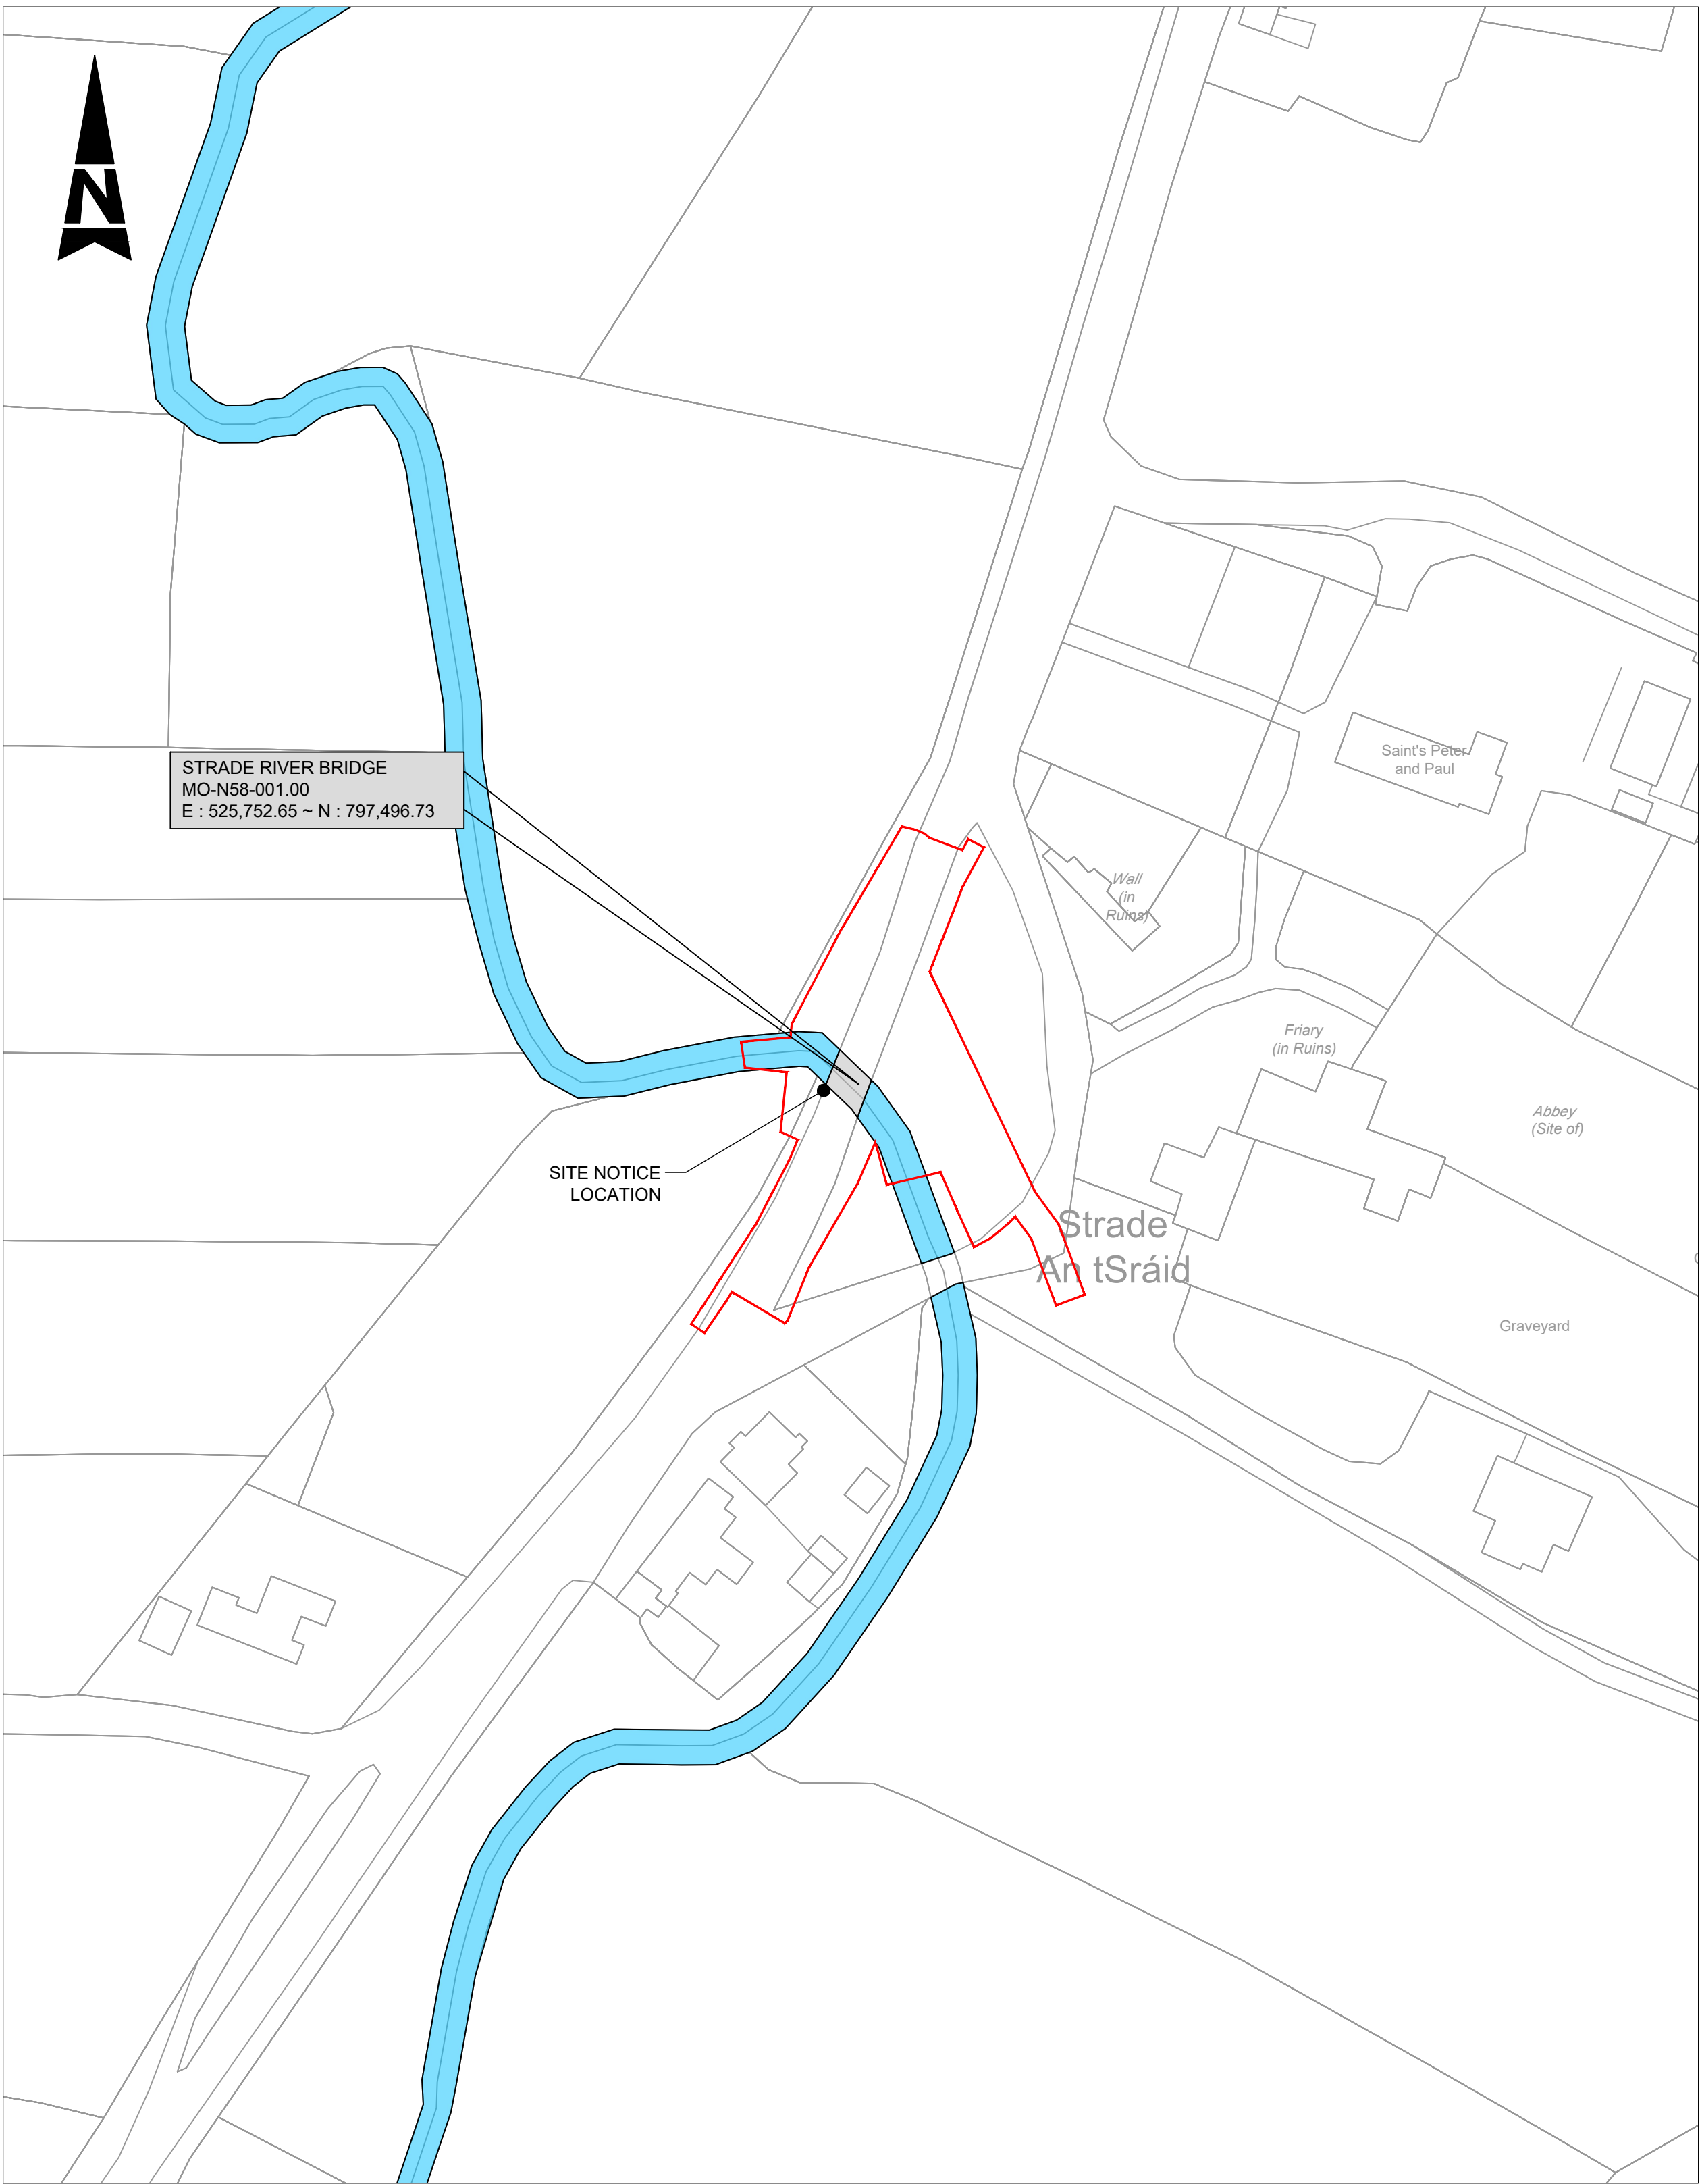 N
Saint's Peter
and Paul
STRADE RIVER BRIDGE
MO-N58-001.00
E : 525,752.65 ~ N : 797,496.73
Wall
(in
Ruins)
Friary
(in Ruins)
Abbey
(Site of)
SITE NOTICE
LOCATION
Strade
An tSráid
Graveyard